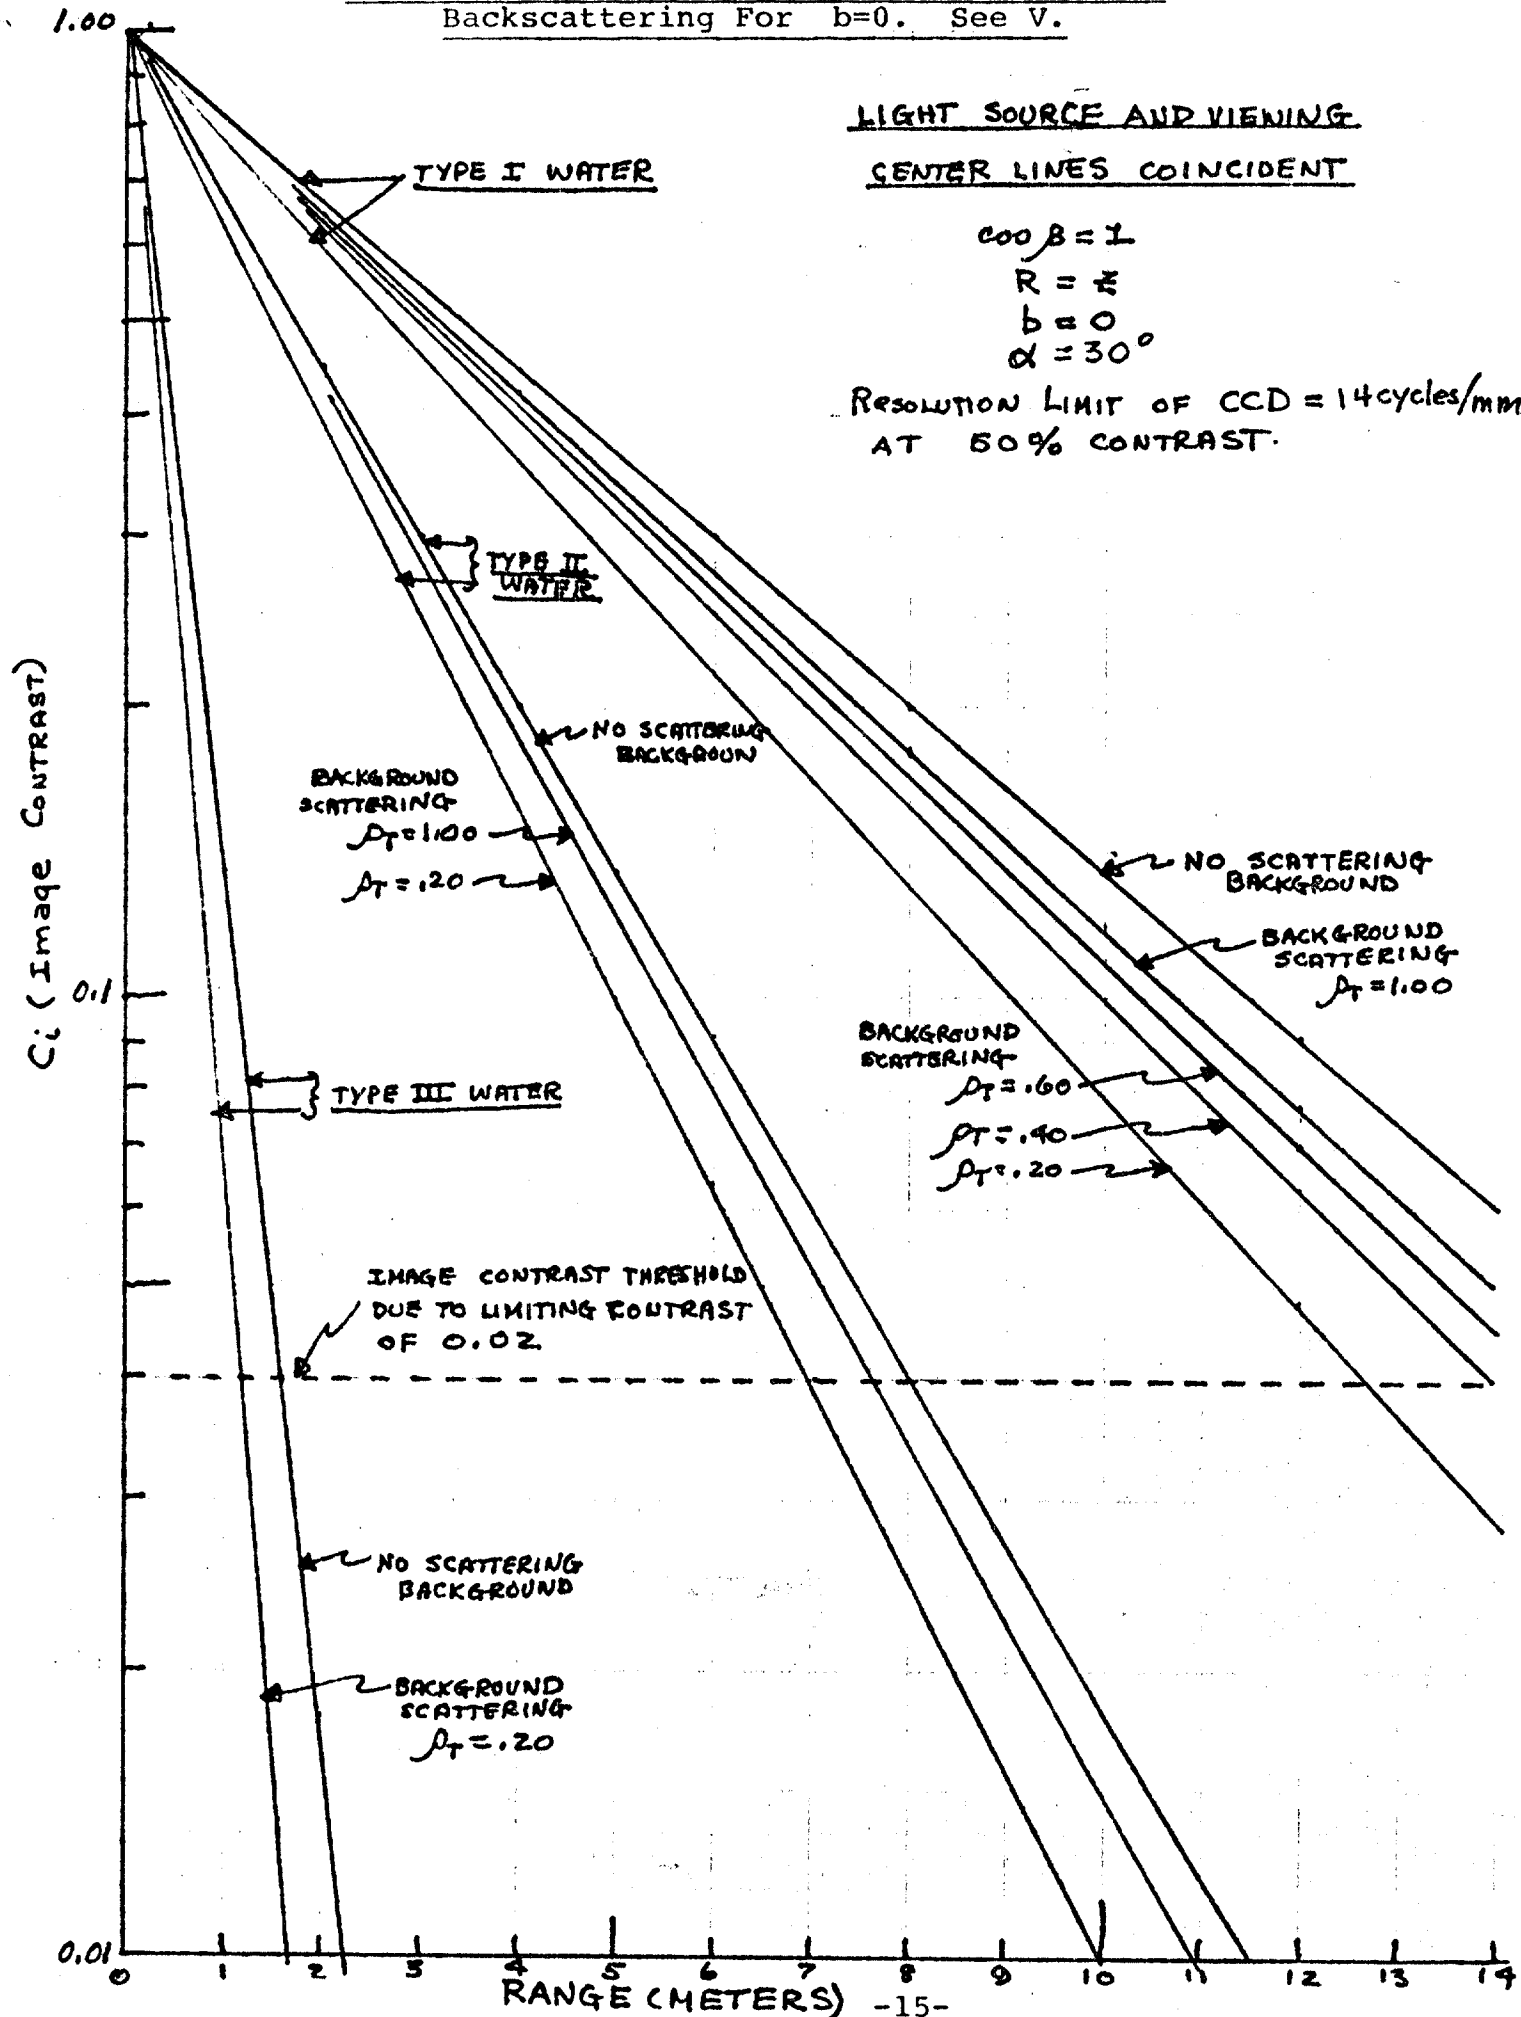 Backscattering For b=0. See V.
1.00
LIGHT SOURCE AND VIEWING
CENTER LINES COINCIDENT
cos β = 1
R = z
b = 0
α = 30°
RESOLUTION LIMIT OF CCD = 14 cycles/mm
AT 50% CONTRAST.
TYPE I WATER
TYPE II
WATER
NO SCATTERING
BACKGROUN
BACKGROUND
SCATTERING
ρT = 1.00
ρT = .20
NO SCATTERING
BACKGROUND
BACKGROUND
SCATTERING
ρT = 1.00
Ci (Image CONTRAST)
0.1
BACKGROUND
SCATTERING
ρT = .60
ρT = .40
ρT = .20
TYPE III WATER
IMAGE CONTRAST THRESHOLD
DUE TO LIMITING CONTRAST
OF 0.02
NO SCATTERING
BACKGROUND
BACKGROUND
SCATTERING
ρT = .20
0.01
0 1 2 3 4 5 6 7 8 9 10 11 12 13 14
RANGE (METERS)
-15-